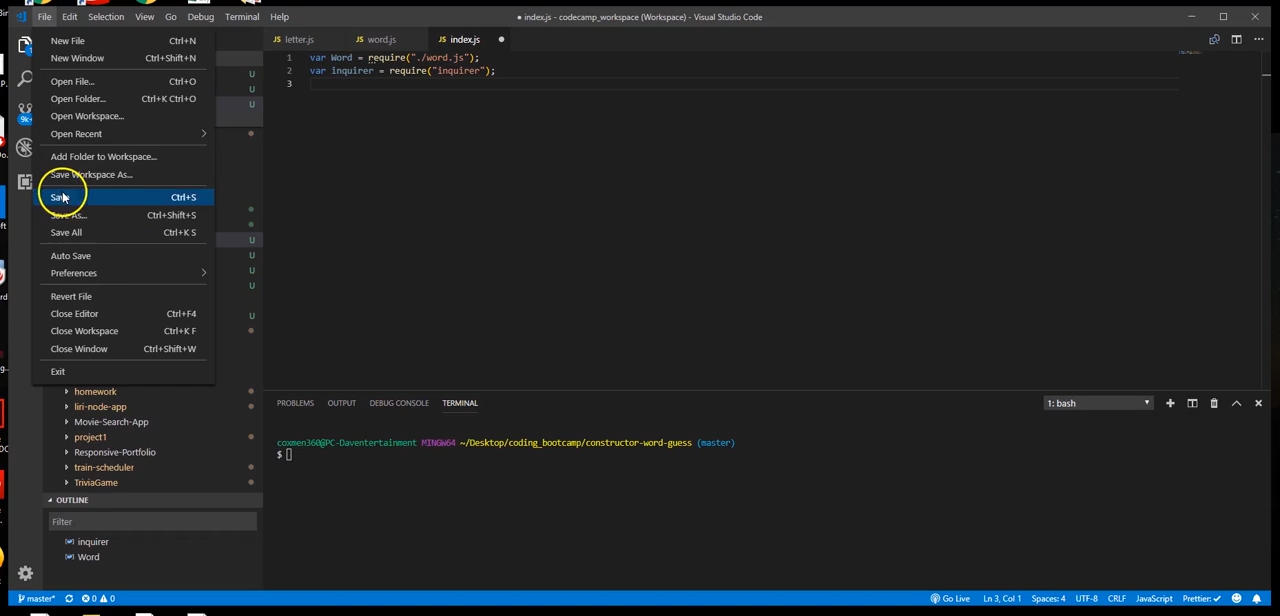 File Edit Selection View Go Debug Terminal Help
● index.js - codecamp_workspace (Workspace) - Visual Studio Code
New File Ctrl+N
New Window Ctrl+Shift+N
Open File... Ctrl+O
Open Folder... Ctrl+K Ctrl+O
Open Workspace...
Open Recent
Add Folder to Workspace...
Save Workspace As...
Save Ctrl+S
Save As... Ctrl+Shift+S
Save All Ctrl+K S
Auto Save
Preferences
Revert File
Close Editor Ctrl+F4
Close Workspace Ctrl+K F
Close Window Ctrl+Shift+W
Exit
U
U
U
U
U
U
U
U
homework
liri-node-app
Movie-Search-App
project1
Responsive-Portfolio
train-scheduler
TriviaGame
OUTLINE
Filter
inquirer
Word
JS letter.js JS word.js JS index.js
1 var Word = require("./word.js");
2 var inquirer = require("inquirer");
3
PROBLEMS OUTPUT DEBUG CONSOLE TERMINAL 1: bash
coxmen360@PC-Daventertainment MINGW64 ~/Desktop/coding_bootcamp/constructor-word-guess (master)
$
master* 0 0 Go Live Ln 3, Col 1 Spaces: 4 UTF-8 CRLF JavaScript Prettier: ✓